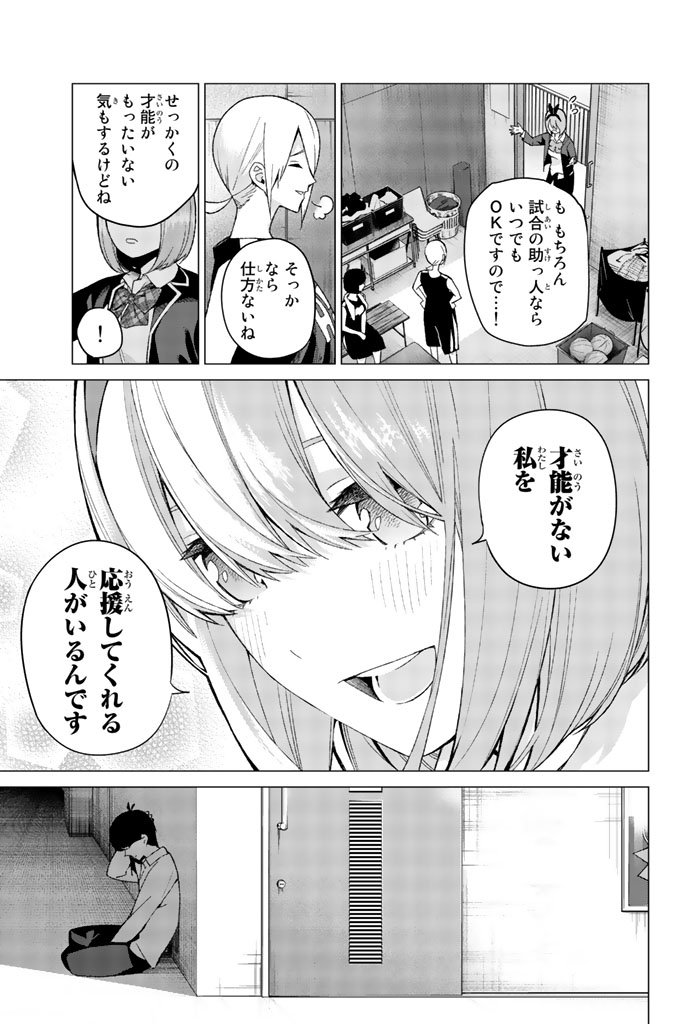 も もちろん
試合の助っ人なら
いつでも
OKですので…！
そっか
なら
仕方ないね
せっかくの
才能が
もったいない
気もするけどね
！
才能がない
私を
応援してくれる
人がいるんです